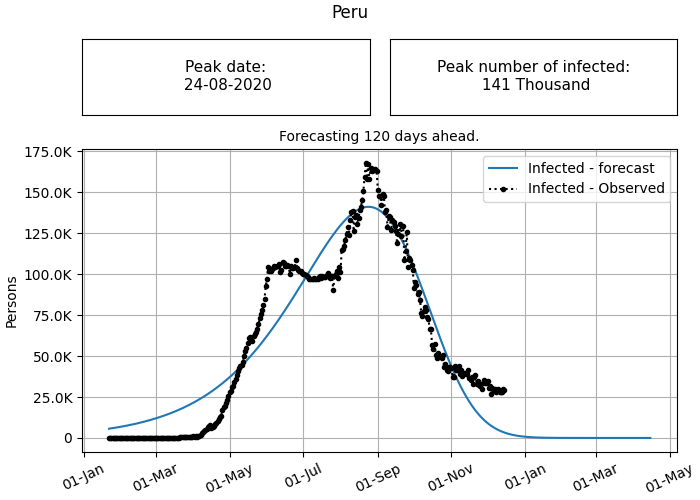 Peru
Peak date:
24-08-2020
Peak number of infected:
141 Thousand
Forecasting 120 days ahead.
175.0K
150.0K
125.0K
100.0K
75.0K
50.0K
25.0K
0
Persons
Infected - forecast
Infected - Observed
01-Jan
01-Mar
01-May
01-Jul
01-Sep
01-Nov
01-Jan
01-Mar
01-May